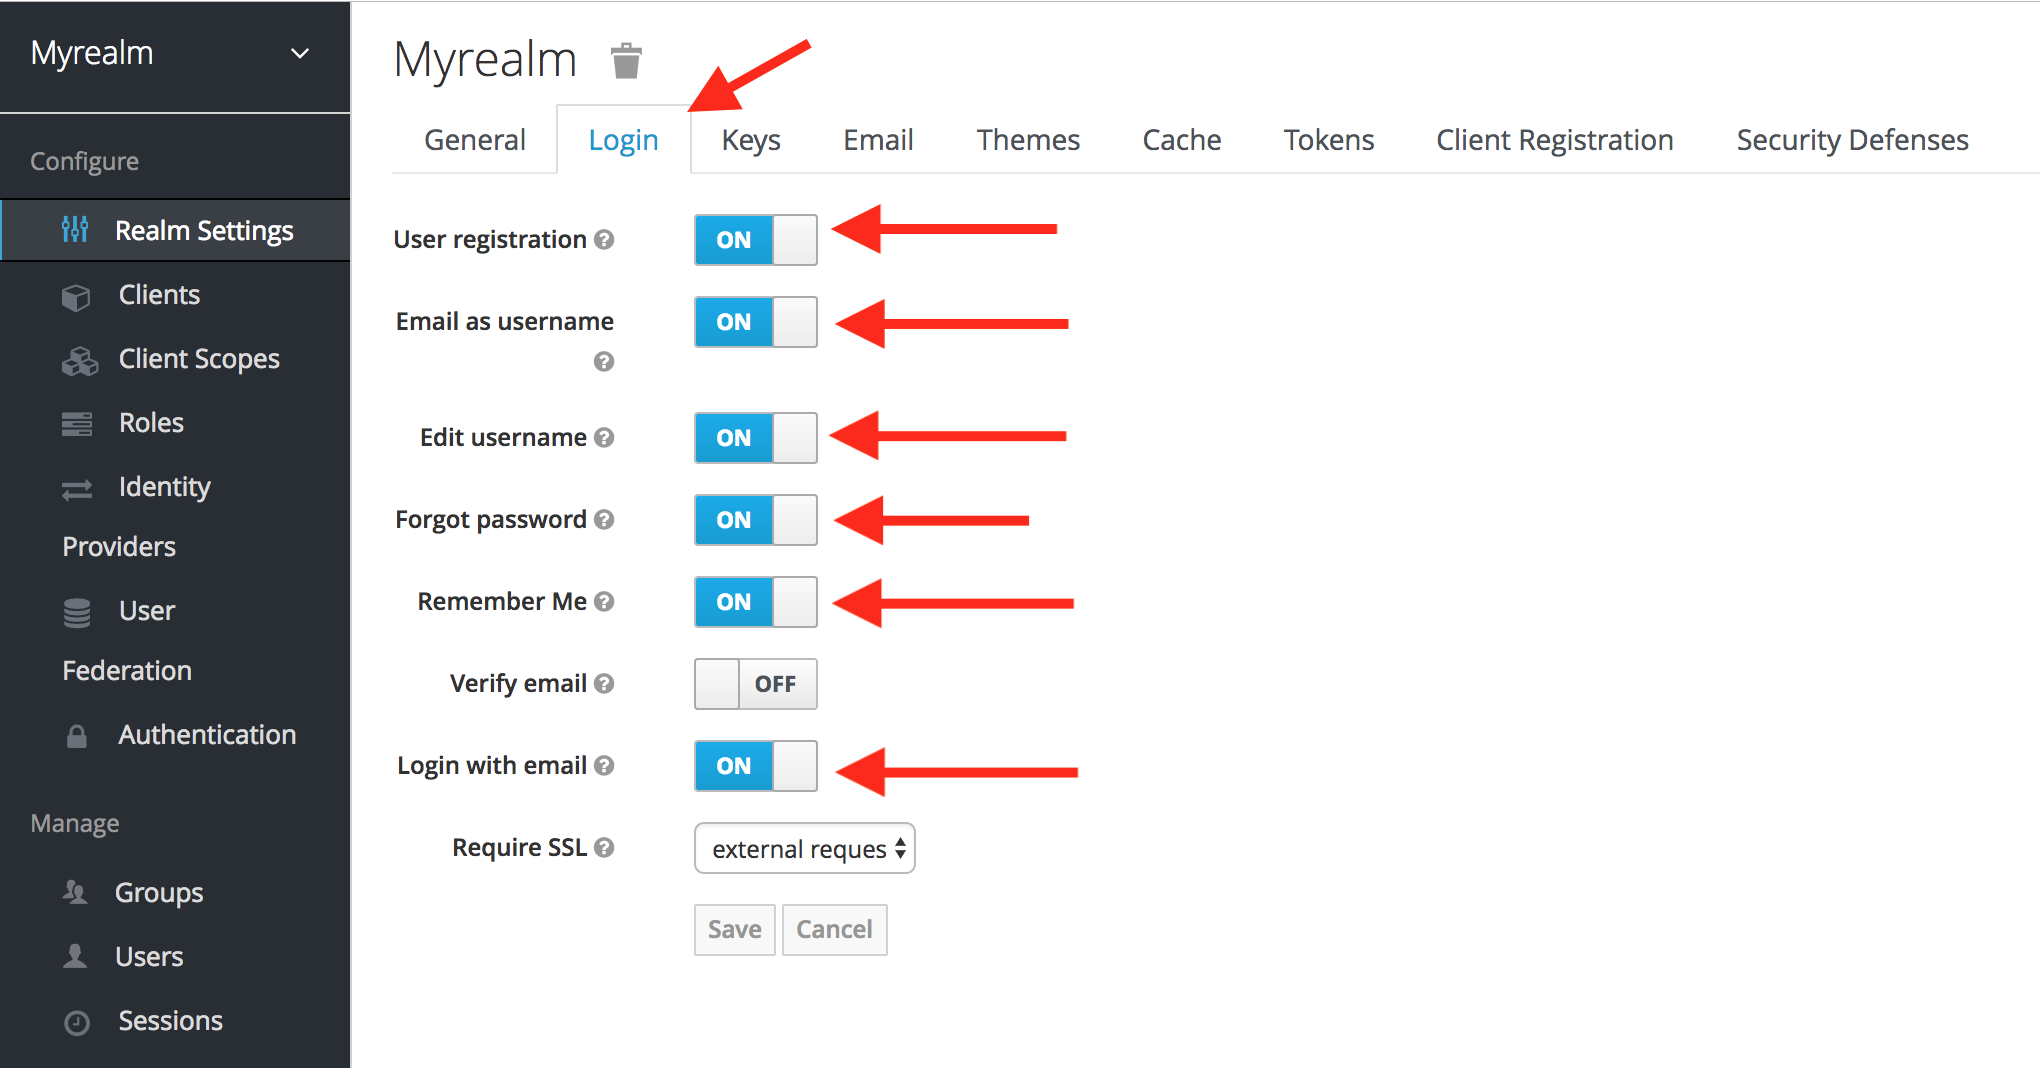 Myrealm
Configure
Realm Settings
Clients
Client Scopes
Roles
Identity
Providers
User
Federation
Authentication
Manage
Groups
Users
Sessions
Myrealm
General Login Keys Email Themes Cache Tokens Client Registration Security Defenses
User registration ON
Email as username ON
Edit username ON
Forgot password ON
Remember Me ON
Verify email OFF
Login with email ON
Require SSL external reques
Save Cancel